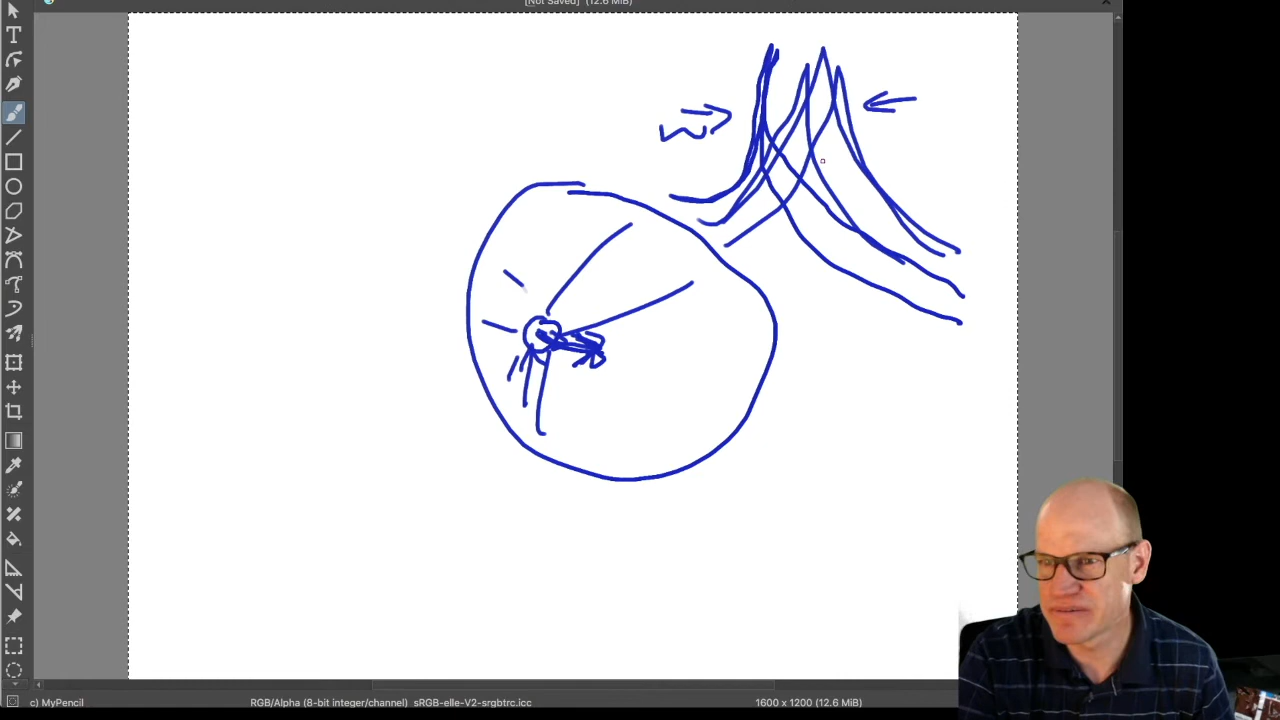 [Not Saved] (12.6 MiB)
c) MyPencil RGB/Alpha (8-bit integer/channel) sRGB-elle-V2-srgbtrc.icc 1600 x 1200 (12.6 MiB)